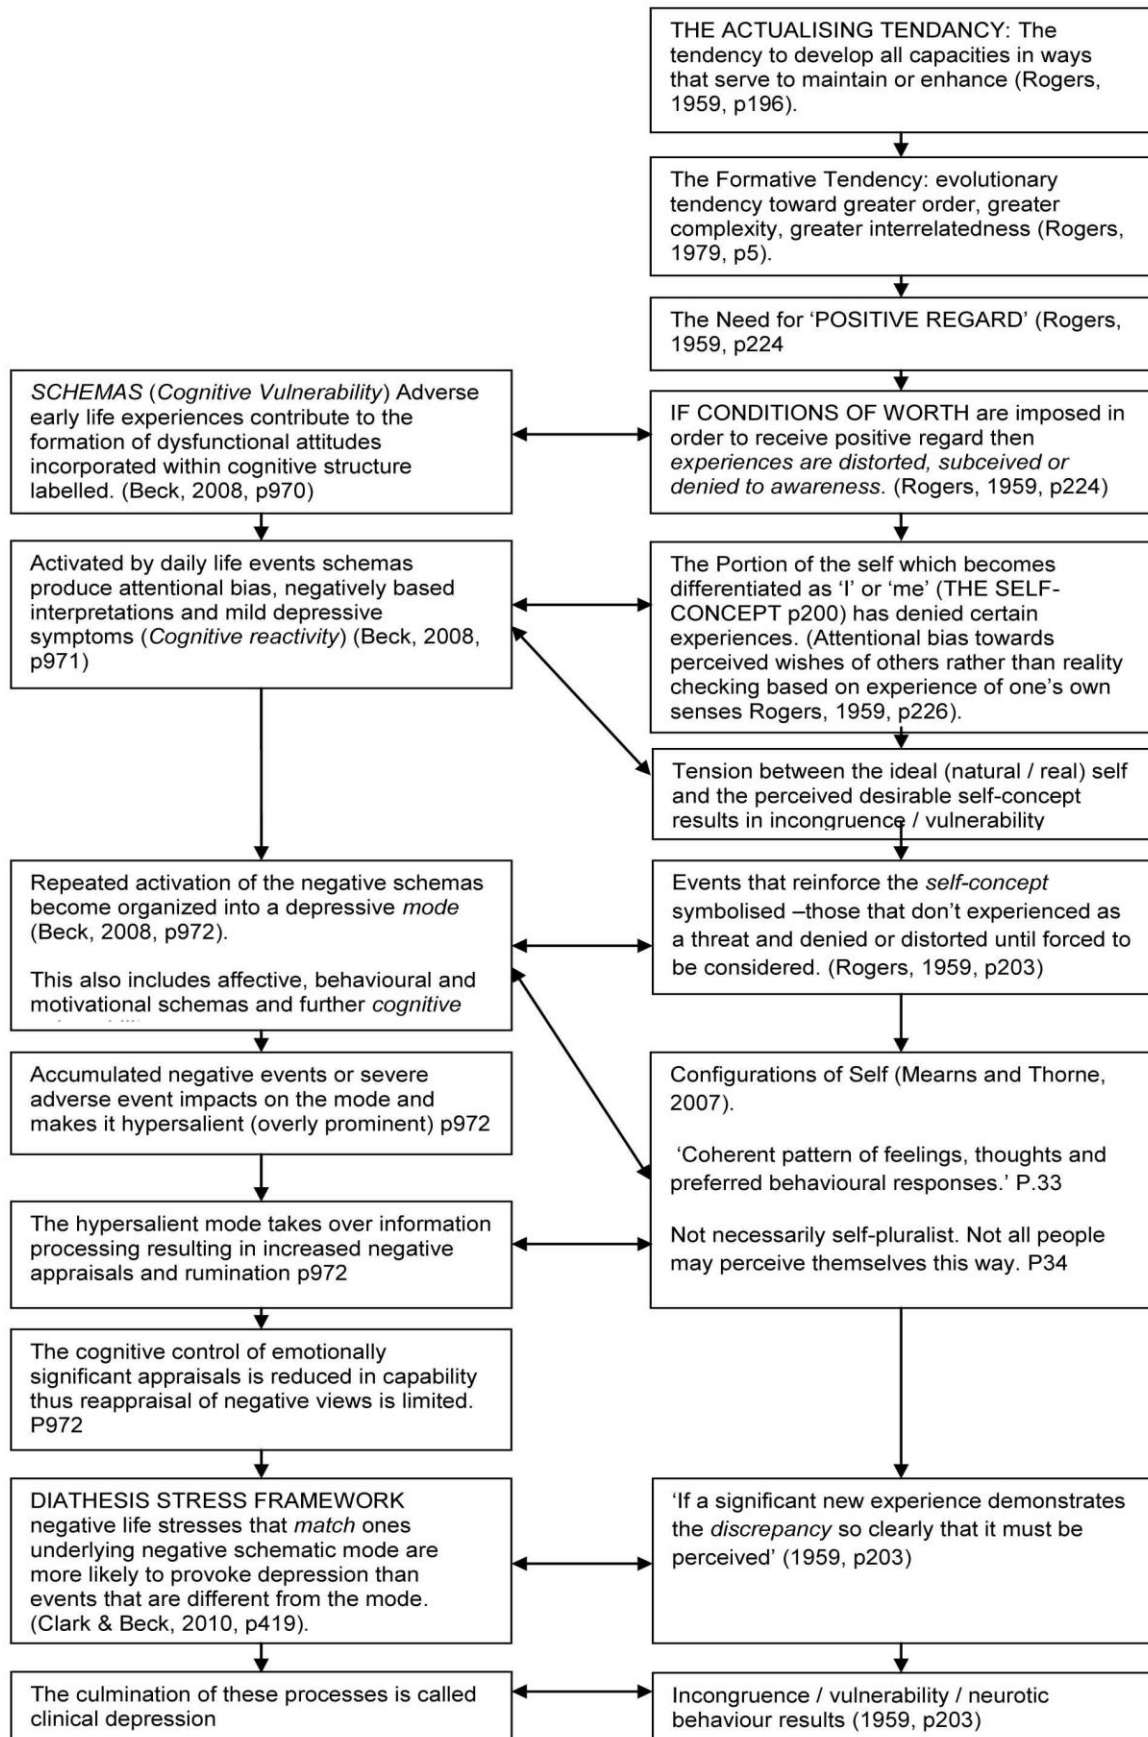 THE ACTUALISING TENDANCY: The
tendency to develop all capacities in ways
that serve to maintain or enhance (Rogers,
1959, p196).
The Formative Tendency: evolutionary
tendency toward greater order, greater
complexity, greater interrelatedness (Rogers,
1979, p5).
The Need for ‘POSITIVE REGARD’ (Rogers,
1959, p224
SCHEMAS (Cognitive Vulnerability) Adverse
early life experiences contribute to the
formation of dysfunctional attitudes
incorporated within cognitive structure
labelled. (Beck, 2008, p970)
IF CONDITIONS OF WORTH are imposed in
order to receive positive regard then
experiences are distorted, subceived or
denied to awareness. (Rogers, 1959, p224)
Activated by daily life events schemas
produce attentional bias, negatively based
interpretations and mild depressive
symptoms (Cognitive reactivity) (Beck, 2008,
p971)
The Portion of the self which becomes
differentiated as ‘I’ or ‘me’ (THE SELF-
CONCEPT p200) has denied certain
experiences. (Attentional bias towards
perceived wishes of others rather than reality
checking based on experience of one’s own
senses Rogers, 1959, p226).
Tension between the ideal (natural / real) self
and the perceived desirable self-concept
results in incongruence / vulnerability
Repeated activation of the negative schemas
become organized into a depressive mode
(Beck, 2008, p972).
This also includes affective, behavioural and
motivational schemas and further cognitive
Events that reinforce the self-concept
symbolised –those that don’t experienced as
a threat and denied or distorted until forced to
be considered. (Rogers, 1959, p203)
Accumulated negative events or severe
adverse event impacts on the mode and
makes it hypersalient (overly prominent) p972
Configurations of Self (Mearns and Thorne,
2007).
‘Coherent pattern of feelings, thoughts and
preferred behavioural responses.’ P.33
Not necessarily self-pluralist. Not all people
may perceive themselves this way. P34
The hypersalient mode takes over information
processing resulting in increased negative
appraisals and rumination p972
The cognitive control of emotionally
significant appraisals is reduced in capability
thus reappraisal of negative views is limited.
P972
DIATHESIS STRESS FRAMEWORK
negative life stresses that match ones
underlying negative schematic mode are
more likely to provoke depression than
events that are different from the mode.
(Clark & Beck, 2010, p419).
‘If a significant new experience demonstrates
the discrepancy so clearly that it must be
perceived’ (1959, p203)
The culmination of these processes is called
clinical depression
Incongruence / vulnerability / neurotic
behaviour results (1959, p203)